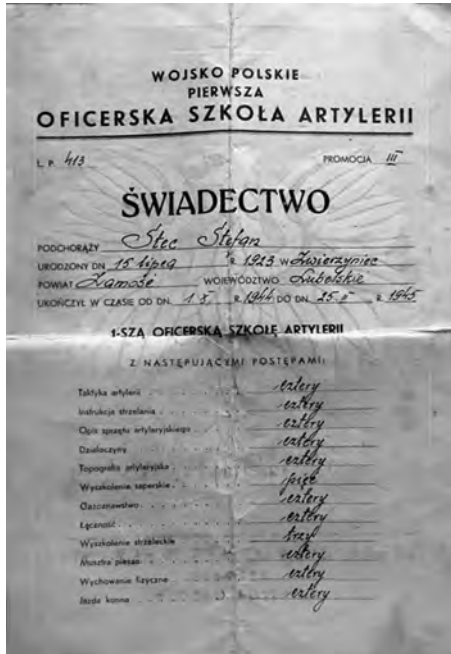 WOJSKO POLSKIE
PIERWSZA
OFICERSKA SZKOŁA ARTYLERII
L. P. 413 PROMOCJA III
ŚWIADECTWO
PODCHORĄŻY Stec Stefan
URODZONY DN 15 lipca R 1923 W Zwierzyniec
POWIAT Zamość WOJEWÓDZTWO Lubelskie
UKOŃCZYŁ W CZASIE OD DN. 1.X. R 1944 DO DN. 25.II R 1945
1-SZĄ OFICERSKĄ SZKOŁĘ ARTYLERII
Z NASTĘPUJĄCYMI POSTĘPAMI:
Taktyka artylerii cztery
Instrukcja strzelania cztery
Opis sprzętu artyleryjskiego cztery
Działoczyny cztery
Topografia artyleryjska cztery
Wyszkolenie saperskie pięć
Gazoznawstwo cztery
Łączność cztery
Wyszkolenie strzeleckie trzy
Musztra piesza cztery
Wychowanie fizyczne cztery
Jazda konna cztery